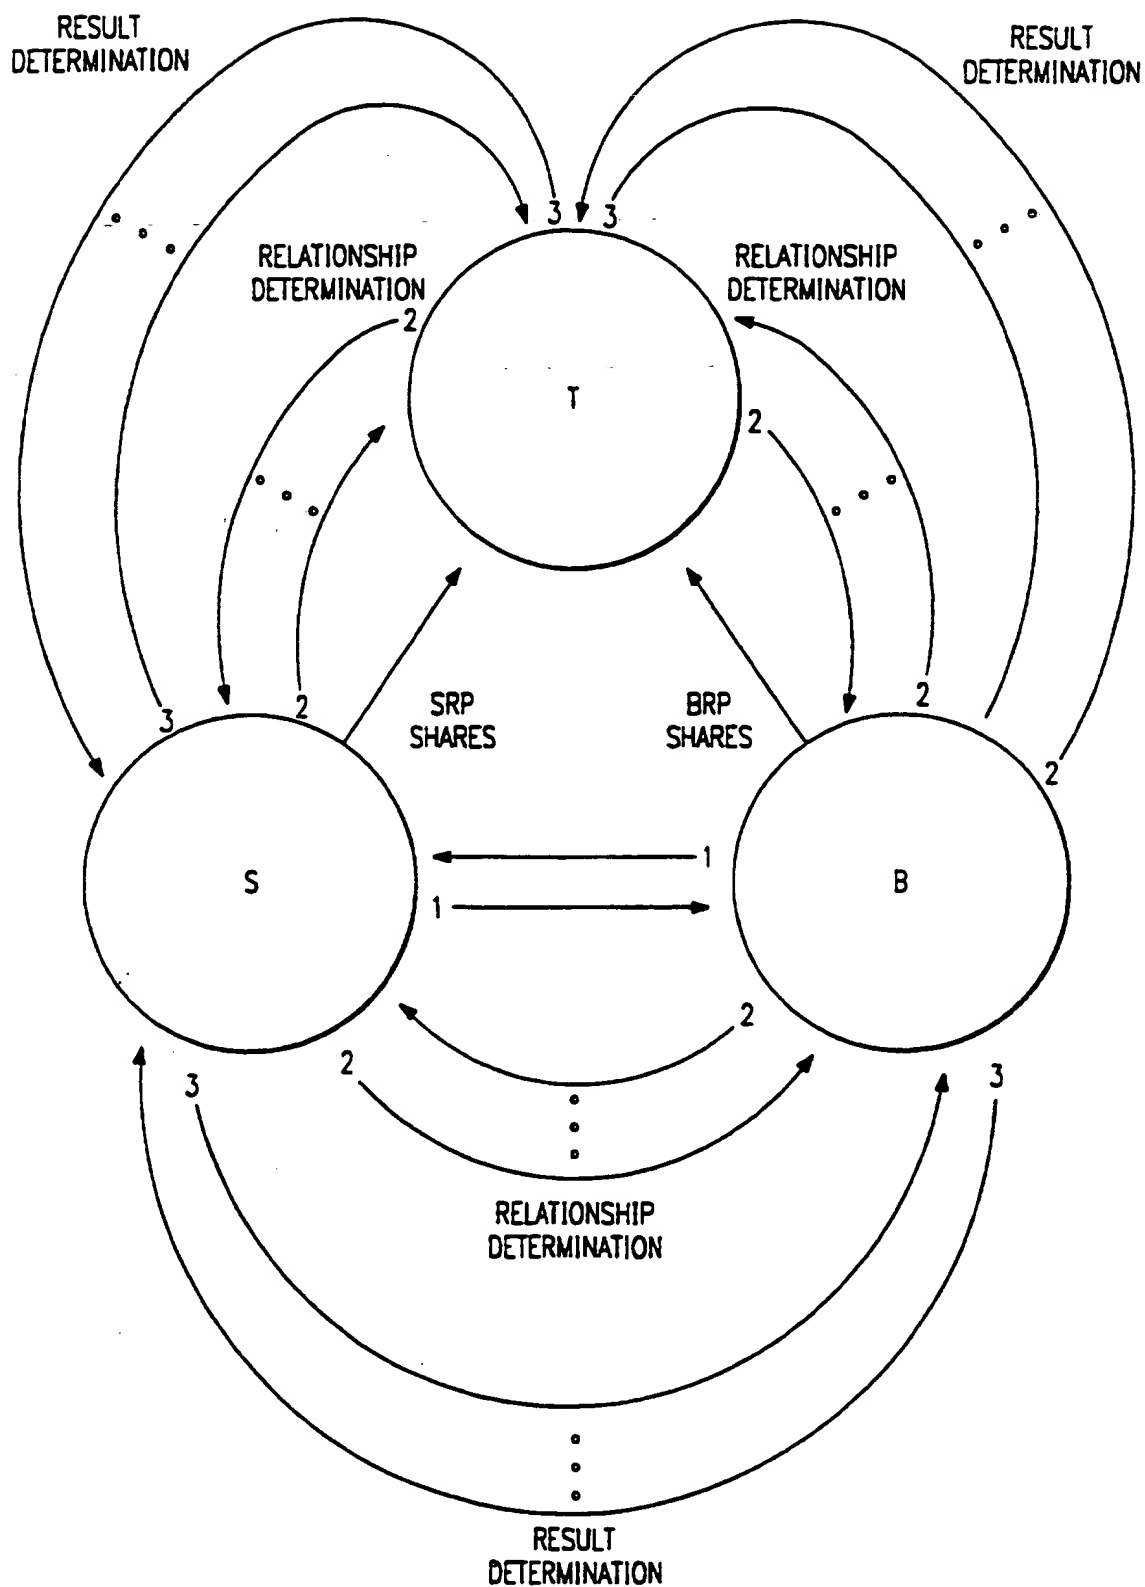 RESULT
DETERMINATION
RESULT
DETERMINATION
3
3
RELATIONSHIP
DETERMINATION
RELATIONSHIP
DETERMINATION
2
T
2
SRP
SHARES
BRP
SHARES
3
2
2
2
S
1
1
B
2
2
3
3
RELATIONSHIP
DETERMINATION
RESULT
DETERMINATION